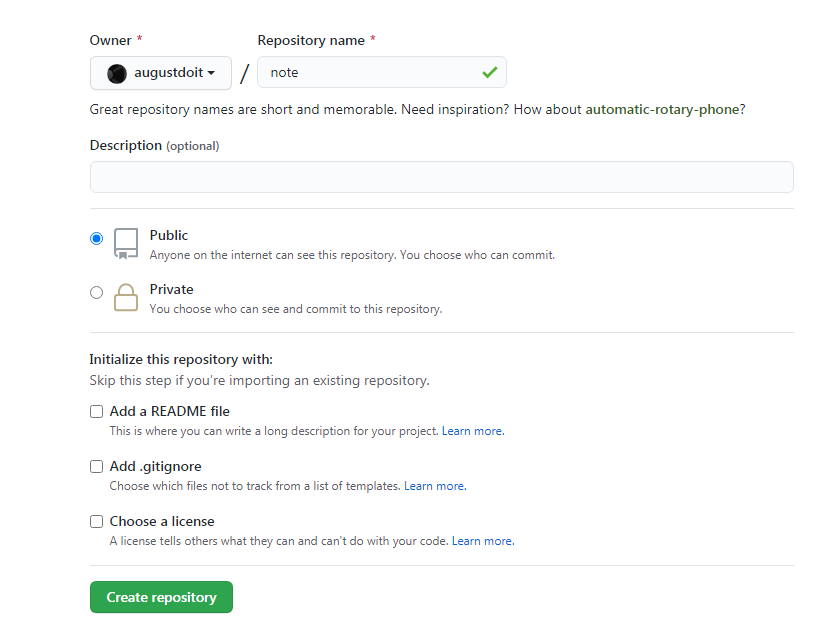 Owner * Repository name *
augustdoit / note
Great repository names are short and memorable. Need inspiration? How about automatic-rotary-phone?
Description (optional)
Public
Anyone on the internet can see this repository. You choose who can commit.
Private
You choose who can see and commit to this repository.
Initialize this repository with:
Skip this step if you're importing an existing repository.
Add a README file
This is where you can write a long description for your project. Learn more.
Add .gitignore
Choose which files not to track from a list of templates. Learn more.
Choose a license
A license tells others what they can and can't do with your code. Learn more.
Create repository